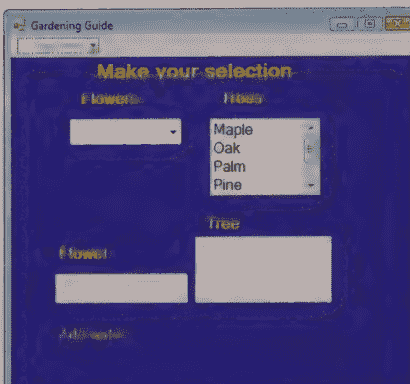 Gardening Guide
Make your selection
Flowers Trees
Maple
Oak
Palm
Pine
Tree
Flower